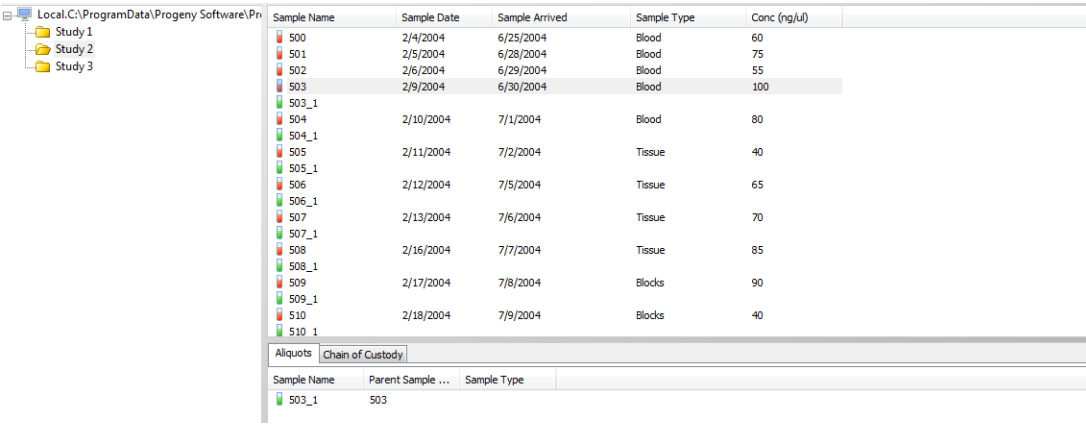 Local.C:\ProgramData\Progeny Software\Pr
Study 1
Study 2
Study 3
Sample Name Sample Date Sample Arrived Sample Type Conc (ng/ul)
500 2/4/2004 6/25/2004 Blood 60
501 2/5/2004 6/28/2004 Blood 75
502 2/6/2004 6/29/2004 Blood 55
503 2/9/2004 6/30/2004 Blood 100
503_1
504 2/10/2004 7/1/2004 Blood 80
504_1
505 2/11/2004 7/2/2004 Tissue 40
505_1
506 2/12/2004 7/5/2004 Tissue 65
506_1
507 2/13/2004 7/6/2004 Tissue 70
507_1
508 2/16/2004 7/7/2004 Tissue 85
508_1
509 2/17/2004 7/8/2004 Blocks 90
509_1
510 2/18/2004 7/9/2004 Blocks 40
510_1
Aliquots Chain of Custody
Sample Name Parent Sample ... Sample Type
503_1 503